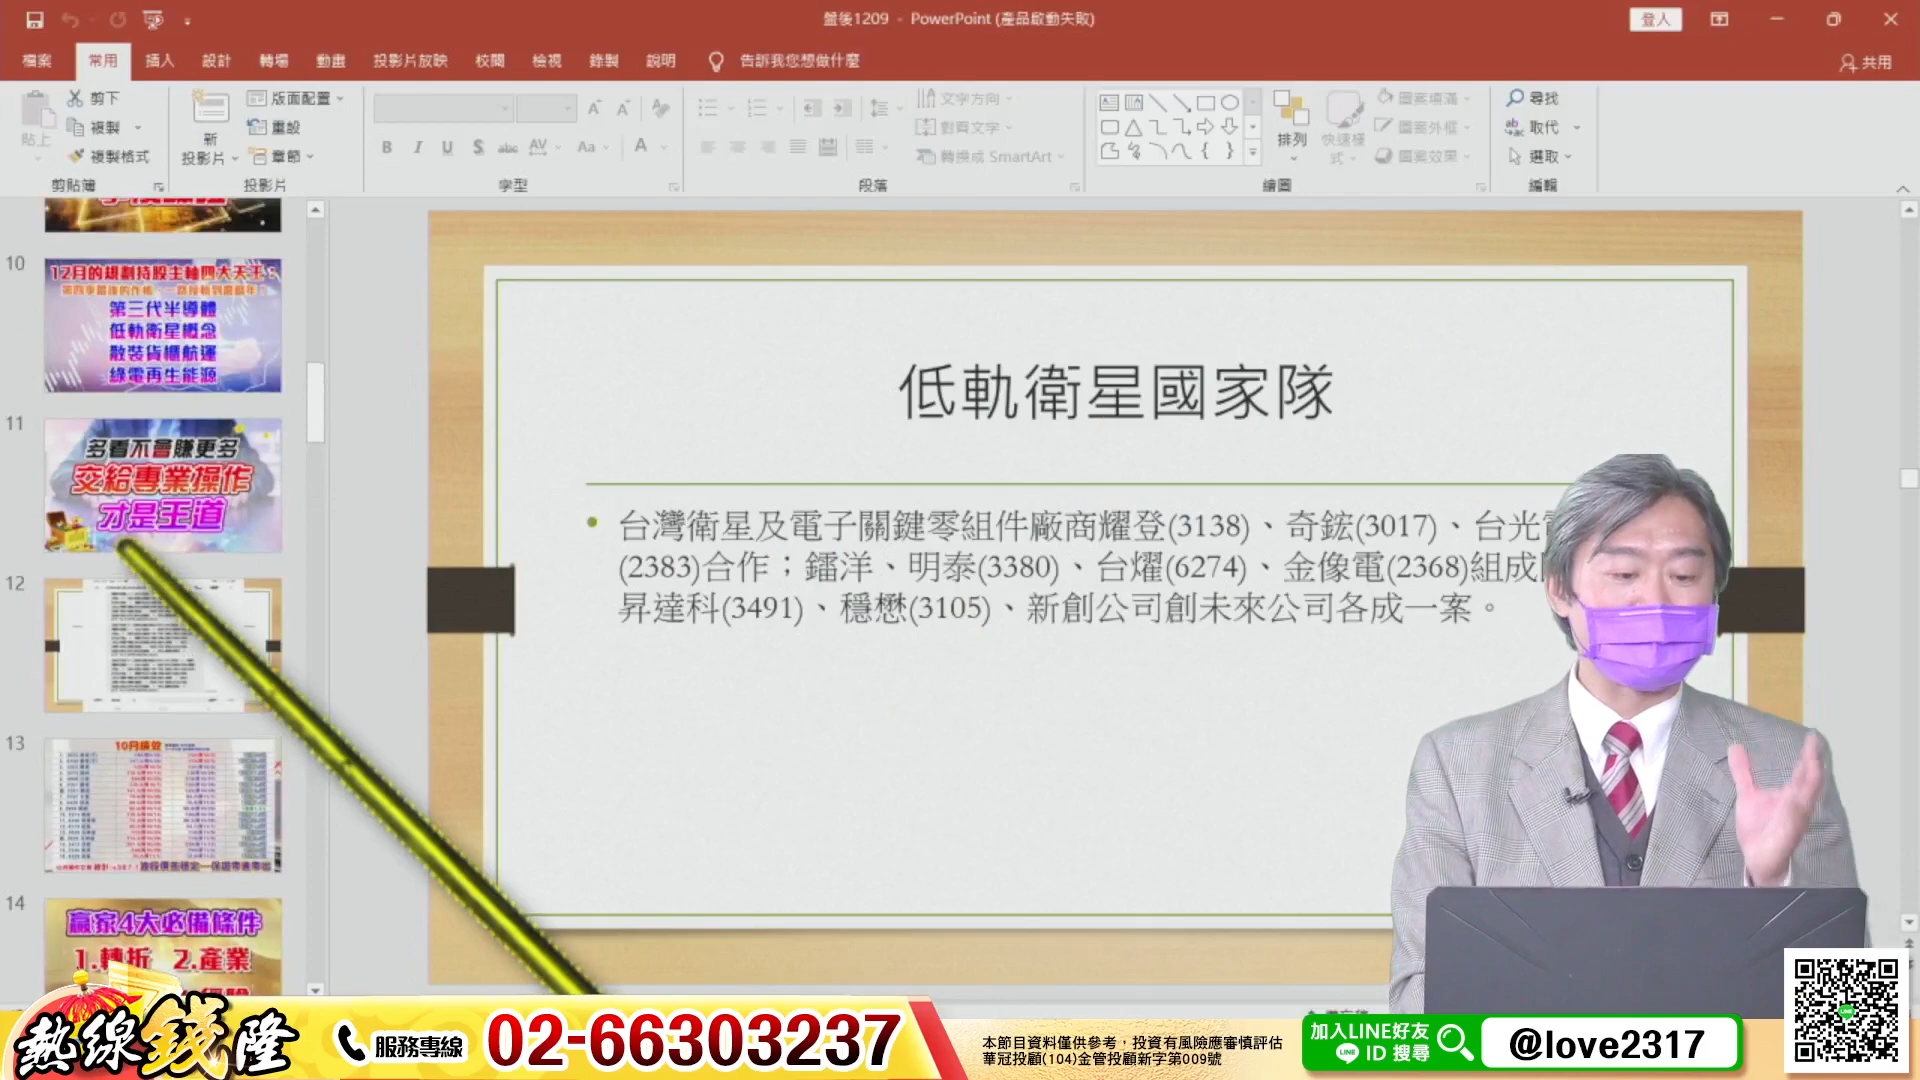 盤後1209 - PowerPoint (產品啟動失敗)
登入
檔案 常用 插入 設計 轉場 動畫 投影片放映 校閱 檢視 錄製 說明 告訴我您想做什麼
共用
貼上
剪下
複製
複製格式
剪貼簿
新
投影片
版面配置
重設
章節
投影片
字型
文字方向
對齊文字
轉換成 SmartArt
段落
排列
快速樣式
圖案填滿
圖案外框
圖案效果
繪圖
尋找
取代
選取
編輯
10
12月的規劃持股主軸四大天王：
第三代半導體
低軌衛星概念
散裝貨櫃航運
綠電再生能源
11
多看不會賺更多
交給專業操作
才是王道
12
13
10月績效
14
贏家4大必備條件
1.轉折 2.產業
低軌衛星國家隊
台灣衛星及電子關鍵零組件廠商耀登(3138)、奇鋐(3017)、台光
(2383)合作；鐳洋、明泰(3380)、台燿(6274)、金像電(2368)組成
昇達科(3491)、穩懋(3105)、新創公司創未來公司各成一案。
熱線錢隆
服務專線 02-66303237
本節目資料僅供參考，投資有風險應審慎評估
華冠投顧(104)金管投顧新字第009號
加入LINE好友
LINE ID 搜尋
@love2317